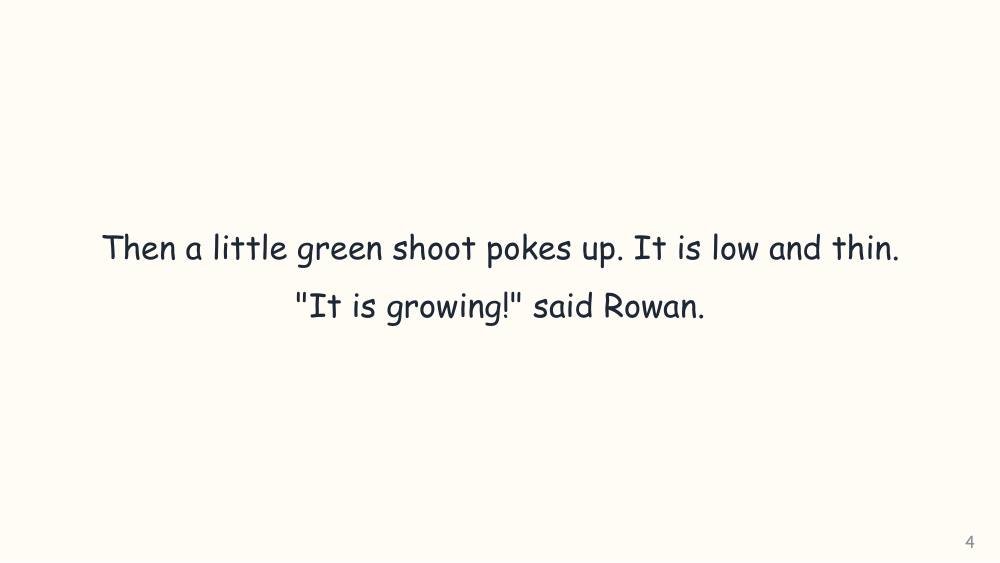 Then a little green shoot pokes up. It is low and thin.
"It is growing!" said Rowan.
4